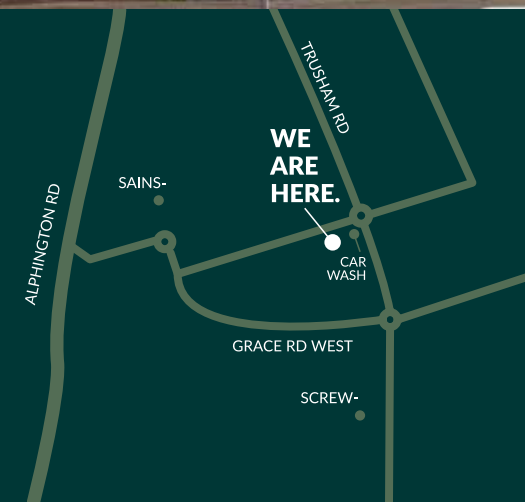 TRUSHAM RD
WE
ARE
HERE.
SAINS-
ALPHINGTON RD
CAR
WASH
GRACE RD WEST
SCREW-